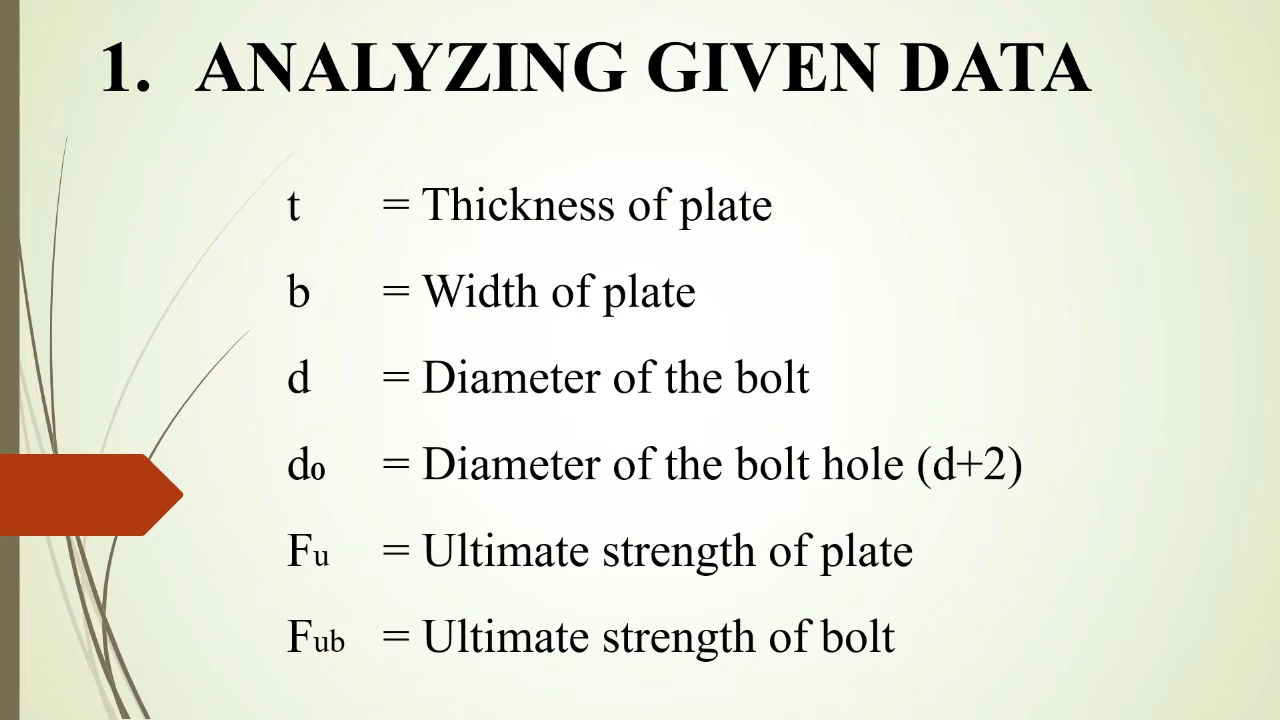 1. ANALYZING GIVEN DATA
t = Thickness of plate
b = Width of plate
d = Diameter of the bolt
d₀ = Diameter of the bolt hole (d+2)
Fu = Ultimate strength of plate
Fub = Ultimate strength of bolt